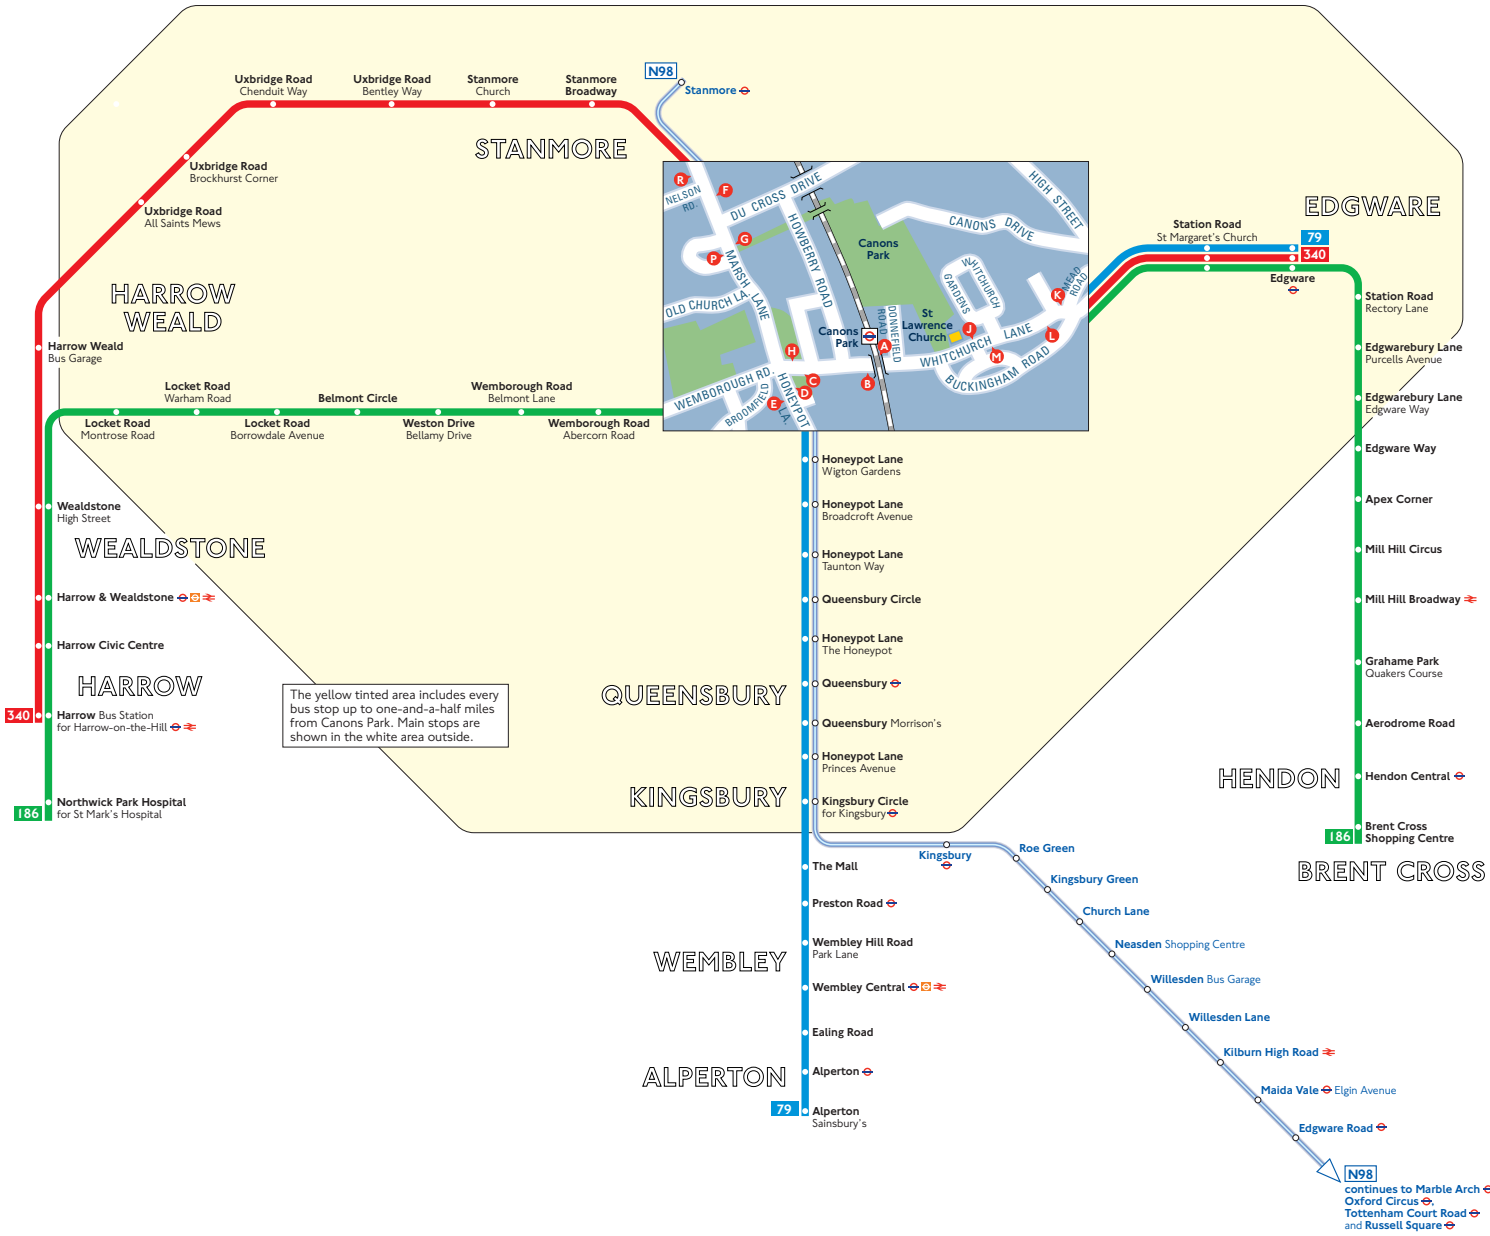 N98
Stanmore
Uxbridge Road
Chenduit Way
Uxbridge Road
Bentley Way
Stanmore
Church
Stanmore
Broadway
STANMORE
Uxbridge Road
Brockhurst Corner
Uxbridge Road
All Saints Mews
HARROW
WEALD
Harrow Weald
Bus Garage
Locket Road
Montrose Road
Locket Road
Warham Road
Locket Road
Borrowdale Avenue
Belmont Circle
Weston Drive
Bellamy Drive
Wemborough Road
Belmont Lane
Wemborough Road
Abercorn Road
R
F
NELSON
RD.
DU CROSS DRIVE
G
P
MARSH LANE
HOWBERRY ROAD
OLD CHURCH LA.
Canons
Park
CANONS DRIVE
HIGH STREET
WHITCHURCH
GARDENS
MEAD
ROAD
K
DONNEFIELD
ROAD
St
Lawrence
Church
J
L
M
Canons
Park
A
WHITCHURCH LANE
BUCKINGHAM ROAD
H
B
C
D
E
WEMBOROUGH RD.
BROOMFIELD
HONEYPOT
LA.
EDGWARE
Station Road
St Margaret's Church
79
340
Edgware
Station Road
Rectory Lane
Edgwarebury Lane
Purcells Avenue
Edgwarebury Lane
Edgware Way
Edgware Way
Apex Corner
Mill Hill Circus
Mill Hill Broadway
Grahame Park
Quakers Course
Aerodrome Road
HENDON
Hendon Central
186
Brent Cross
Shopping Centre
BRENT CROSS
Wealdstone
High Street
WEALDSTONE
Harrow & Wealdstone
Harrow Civic Centre
HARROW
340
Harrow Bus Station
for Harrow-on-the-Hill
186
Northwick Park Hospital
for St Mark's Hospital
The yellow tinted area includes every
bus stop up to one-and-a-half miles
from Canons Park. Main stops are
shown in the white area outside.
Honeypot Lane
Wigton Gardens
Honeypot Lane
Broadcroft Avenue
Honeypot Lane
Taunton Way
Queensbury Circle
Honeypot Lane
The Honeypot
QUEENSBURY
Queensbury
Queensbury Morrison's
Honeypot Lane
Princes Avenue
KINGSBURY
Kingsbury Circle
for Kingsbury
The Mall
Preston Road
Wembley Hill Road
Park Lane
WEMBLEY
Wembley Central
Ealing Road
ALPERTON
Alperton
79
Alperton
Sainsbury's
Kingsbury
Roe Green
Kingsbury Green
Church Lane
Neasden Shopping Centre
Willesden Bus Garage
Willesden Lane
Kilburn High Road
Maida Vale Elgin Avenue
Edgware Road
N98
continues to Marble Arch
Oxford Circus,
Tottenham Court Road
and Russell Square